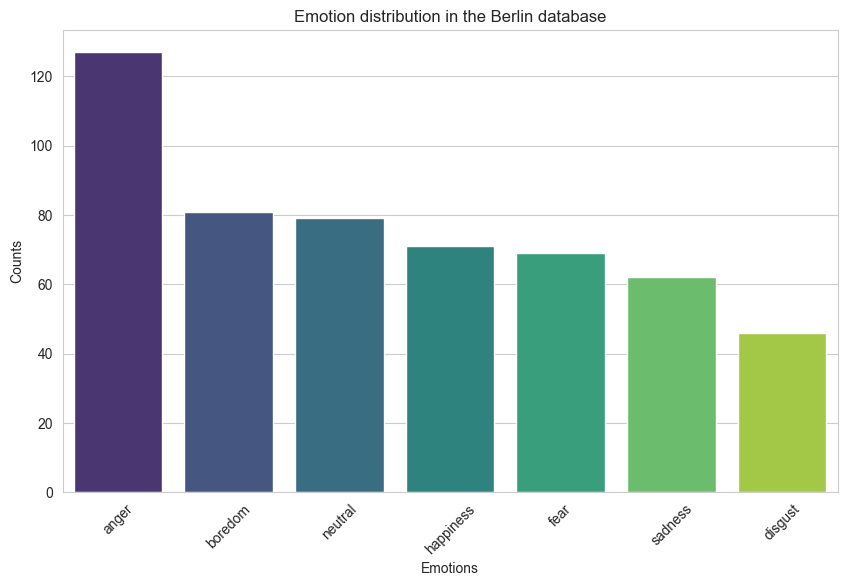 Emotion distribution in the Berlin database
120
100
80
60
40
20
0
Counts
anger
boredom
neutral
happiness
fear
sadness
disgust
Emotions